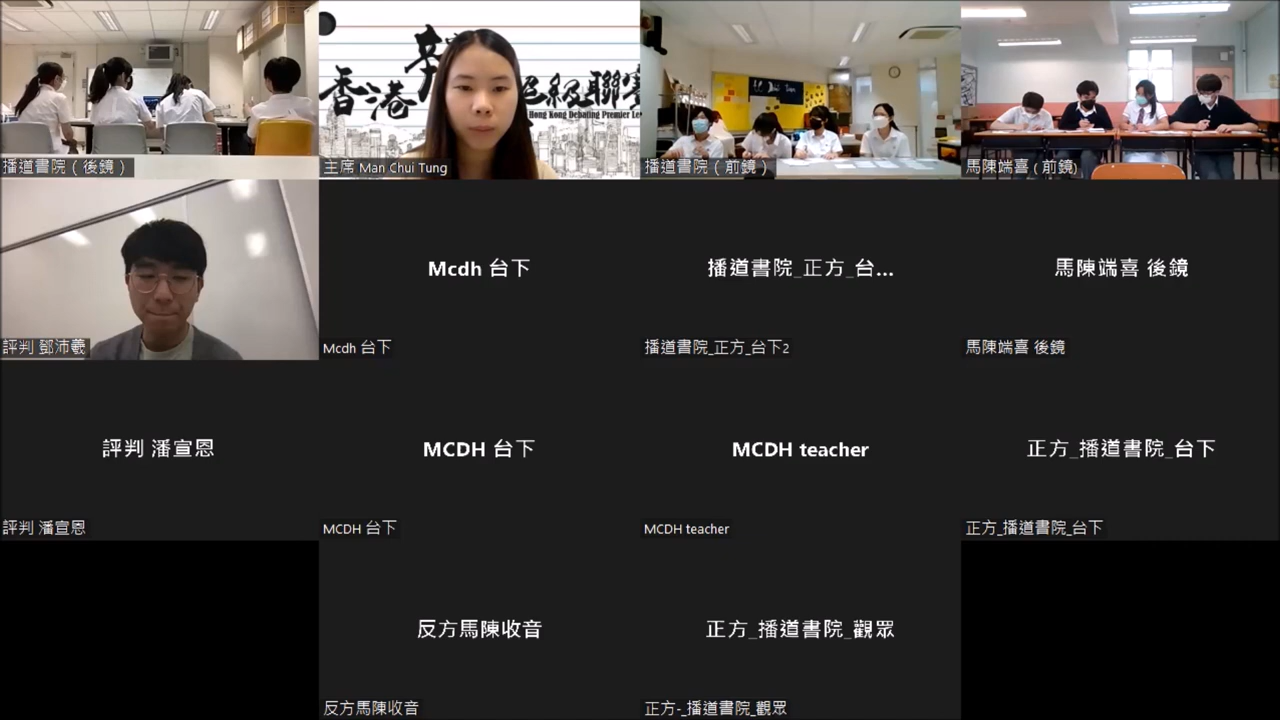 播道書院（後鏡）
香港
超級聯賽
Hong Kong Debating Premier Le
主席 Man Chui Tung
播道書院（前鏡）
馬陳端喜（前鏡）
評判 鄧沛羲
Mcdh 台下
Mcdh 台下
播道書院_正方_台...
播道書院_正方_台下2
馬陳端喜 後鏡
馬陳端喜 後鏡
評判 潘宣恩
評判 潘宣恩
MCDH 台下
MCDH 台下
MCDH teacher
MCDH teacher
正方_播道書院_台下
正方_播道書院_台下
反方馬陳收音
反方馬陳收音
正方_播道書院_觀眾
正方-_播道書院_觀眾